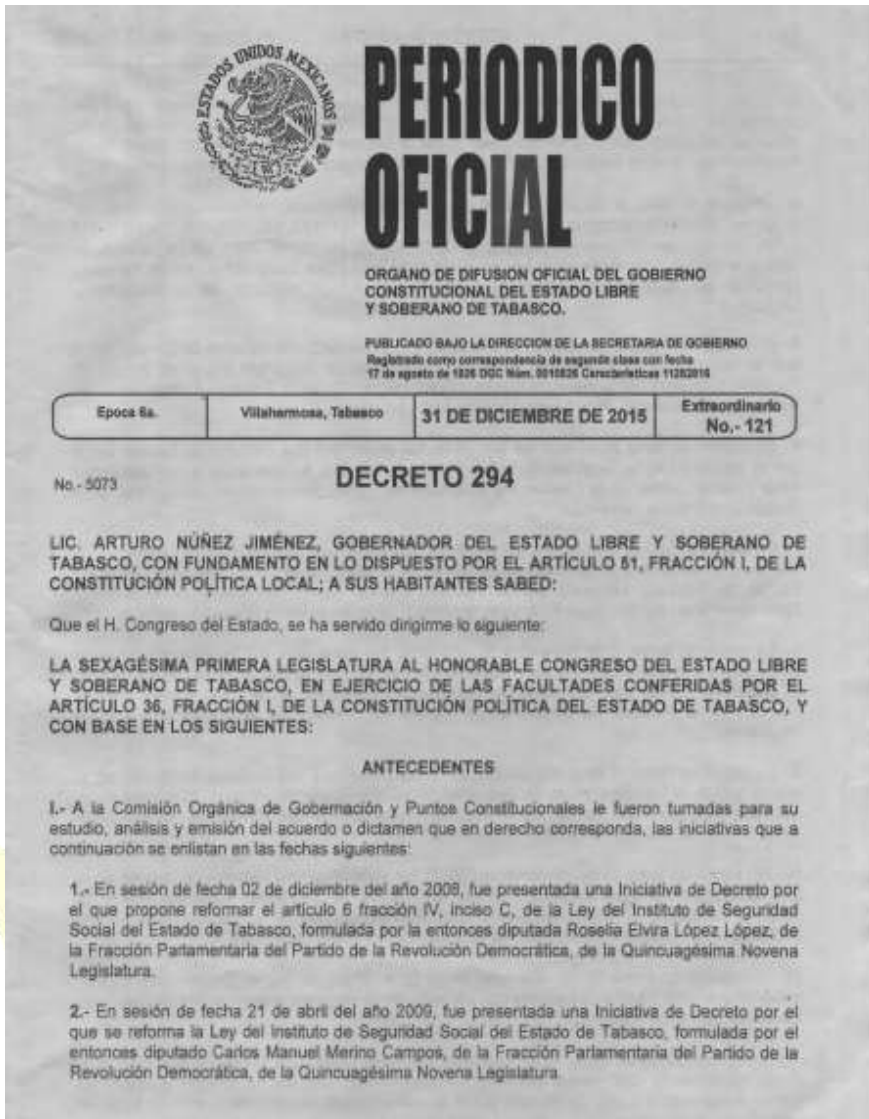 ESTADOS UNIDOS MEXICANOS
PERIODICO
OFICIAL
ORGANO DE DIFUSION OFICIAL DEL GOBIERNO
CONSTITUCIONAL DEL ESTADO LIBRE
Y SOBERANO DE TABASCO.
PUBLICADO BAJO LA DIRECCION DE LA SECRETARIA DE GOBIERNO
Registrado como correspondencia de segunda clase con fecha
17 de agosto de 1926 DGC Núm. 0010826 Características 11282816
Epoca 6a.
Villahermosa, Tabasco
31 DE DICIEMBRE DE 2015
Extraordinario
No.- 121
No.- 5073
DECRETO 294
LIC. ARTURO NÚÑEZ JIMÉNEZ, GOBERNADOR DEL ESTADO LIBRE Y SOBERANO DE
TABASCO, CON FUNDAMENTO EN LO DISPUESTO POR EL ARTÍCULO 51, FRACCIÓN I, DE LA
CONSTITUCIÓN POLÍTICA LOCAL; A SUS HABITANTES SABED:
Que el H. Congreso del Estado, se ha servido dirigirme lo siguiente:
LA SEXAGÉSIMA PRIMERA LEGISLATURA AL HONORABLE CONGRESO DEL ESTADO LIBRE
Y SOBERANO DE TABASCO, EN EJERCICIO DE LAS FACULTADES CONFERIDAS POR EL
ARTÍCULO 36, FRACCIÓN I, DE LA CONSTITUCIÓN POLÍTICA DEL ESTADO DE TABASCO, Y
CON BASE EN LOS SIGUIENTES:
ANTECEDENTES
I.- A la Comisión Orgánica de Gobernación y Puntos Constitucionales le fueron turnadas para su
estudio, análisis y emisión del acuerdo o dictamen que en derecho corresponda, las iniciativas que a
continuación se enlistan en las fechas siguientes:
1.- En sesión de fecha 02 de diciembre del año 2008, fue presentada una Iniciativa de Decreto por
el que propone reformar el artículo 6 fracción IV, inciso C, de la Ley del Instituto de Seguridad
Social del Estado de Tabasco, formulada por la entonces diputada Roselia Elvira López López, de
la Fracción Parlamentaria del Partido de la Revolución Democrática, de la Quincuagésima Novena
Legislatura.
2.- En sesión de fecha 21 de abril del año 2009, fue presentada una Iniciativa de Decreto por el
que se reforma la Ley del Instituto de Seguridad Social del Estado de Tabasco, formulada por el
entonces diputado Carlos Manuel Merino Campos, de la Fracción Parlamentaria del Partido de la
Revolución Democrática, de la Quincuagésima Novena Legislatura.